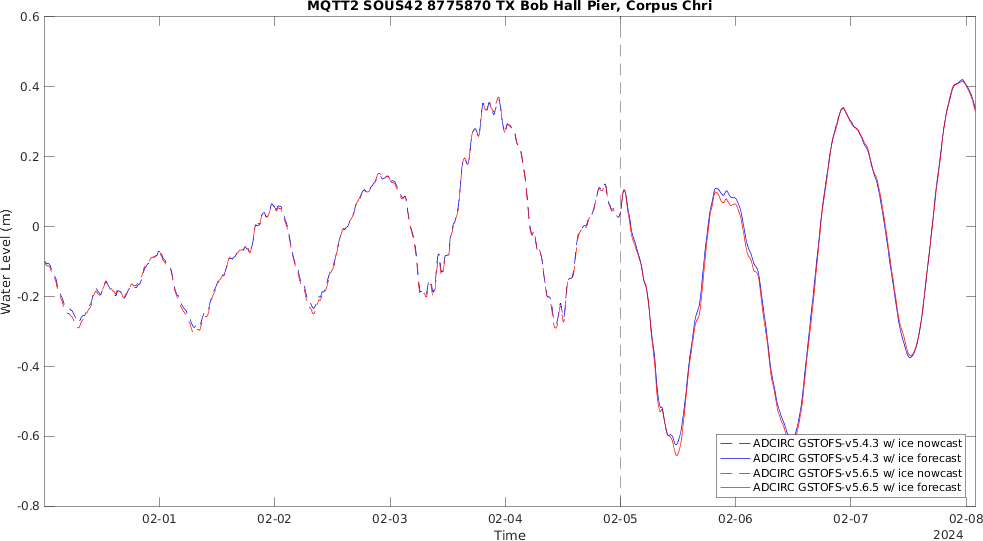 MQTT2 SOUS42 8775870 TX Bob Hall Pier, Corpus Chri
0.6
0.4
0.2
0
-0.2
-0.4
-0.6
-0.8
Water Level (m)
ADCIRC GSTOFS-v5.4.3 w/ ice nowcast
ADCIRC GSTOFS-v5.4.3 w/ ice forecast
ADCIRC GSTOFS-v5.6.5 w/ ice nowcast
ADCIRC GSTOFS-v5.6.5 w/ ice forecast
02-01 02-02 02-03 02-04 02-05 02-06 02-07 02-08
Time
2024